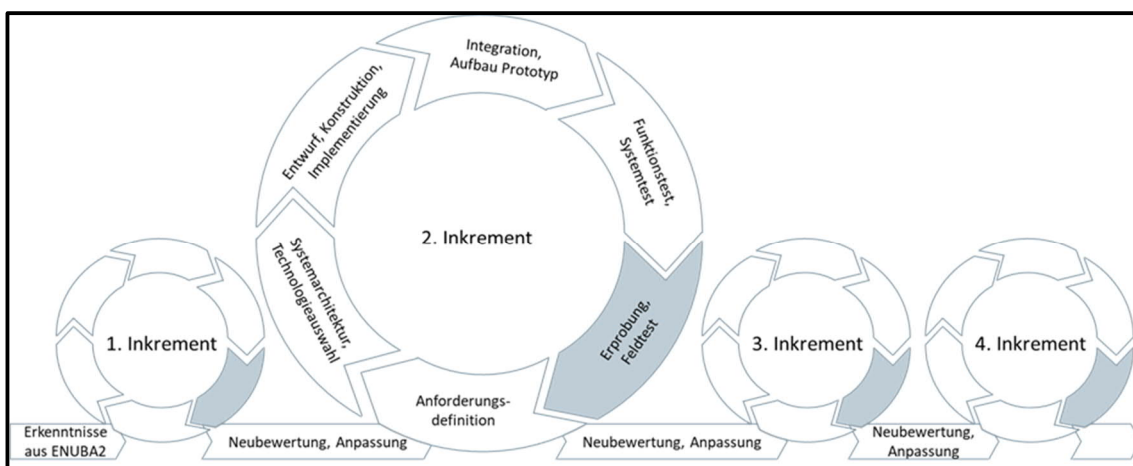 ENUBA2
Integration,
Aufbau Prototyp
Entwurf, Konstruktion,
Implementierung
Funktionstest,
Systemtest
2. Inkrement
Systemarchitektur,
Technologieauswahl
Erprobung,
Feldtest
1. Inkrement
3. Inkrement
4. Inkrement
Anforderungs-
definition
Erkenntnisse
aus ENUBA2
Neubewertung, Anpassung
Neubewertung, Anpassung
Neubewertung,
Anpassung